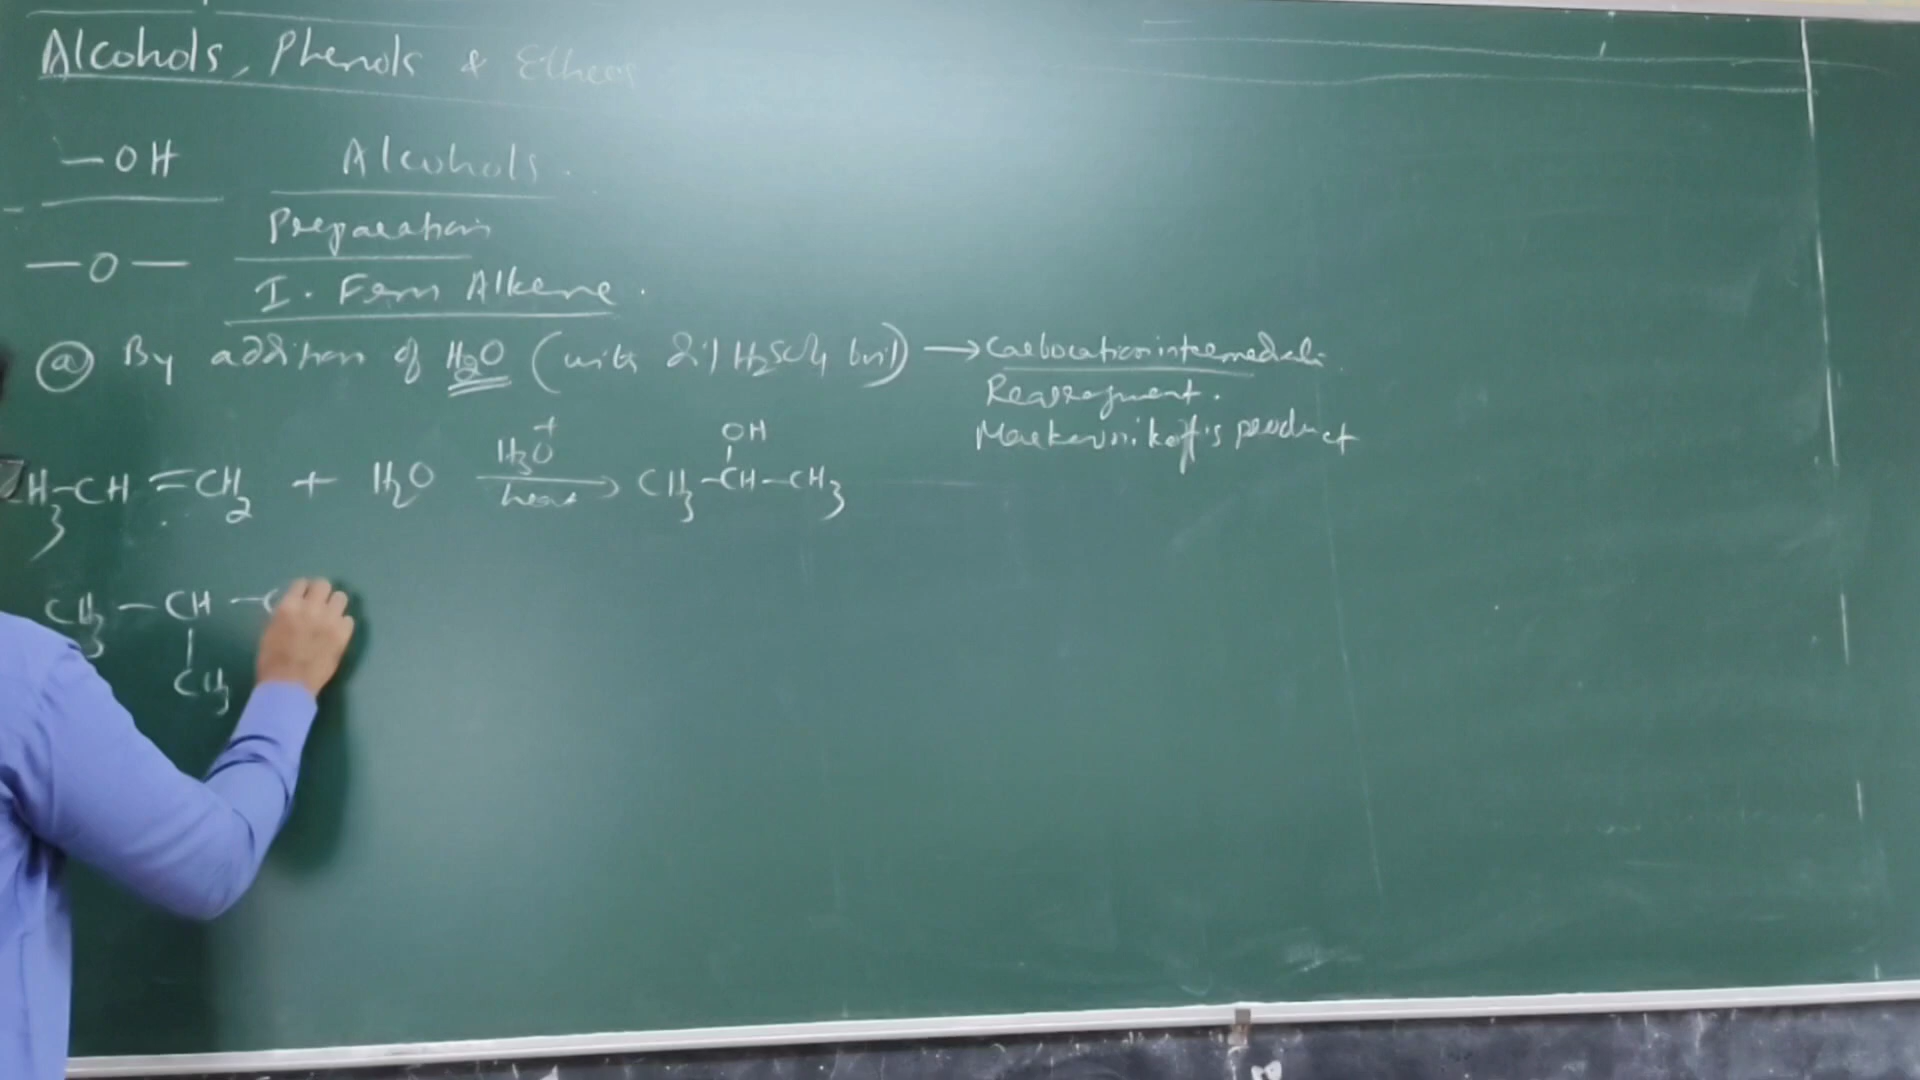 Alcohols, Phenols & Ethers
—OH Alcohols.
Preparation
—O—
I. From Alkene.
(a) By addition of H2O (with dil H2SO4 boil) → Carbocation intermediate
Rearrangement.
Markovnikoff's product
CH3-CH=CH2 + H2O H3O+ heat → CH3-CH-CH3
OH
CH3 — CH —
CH3